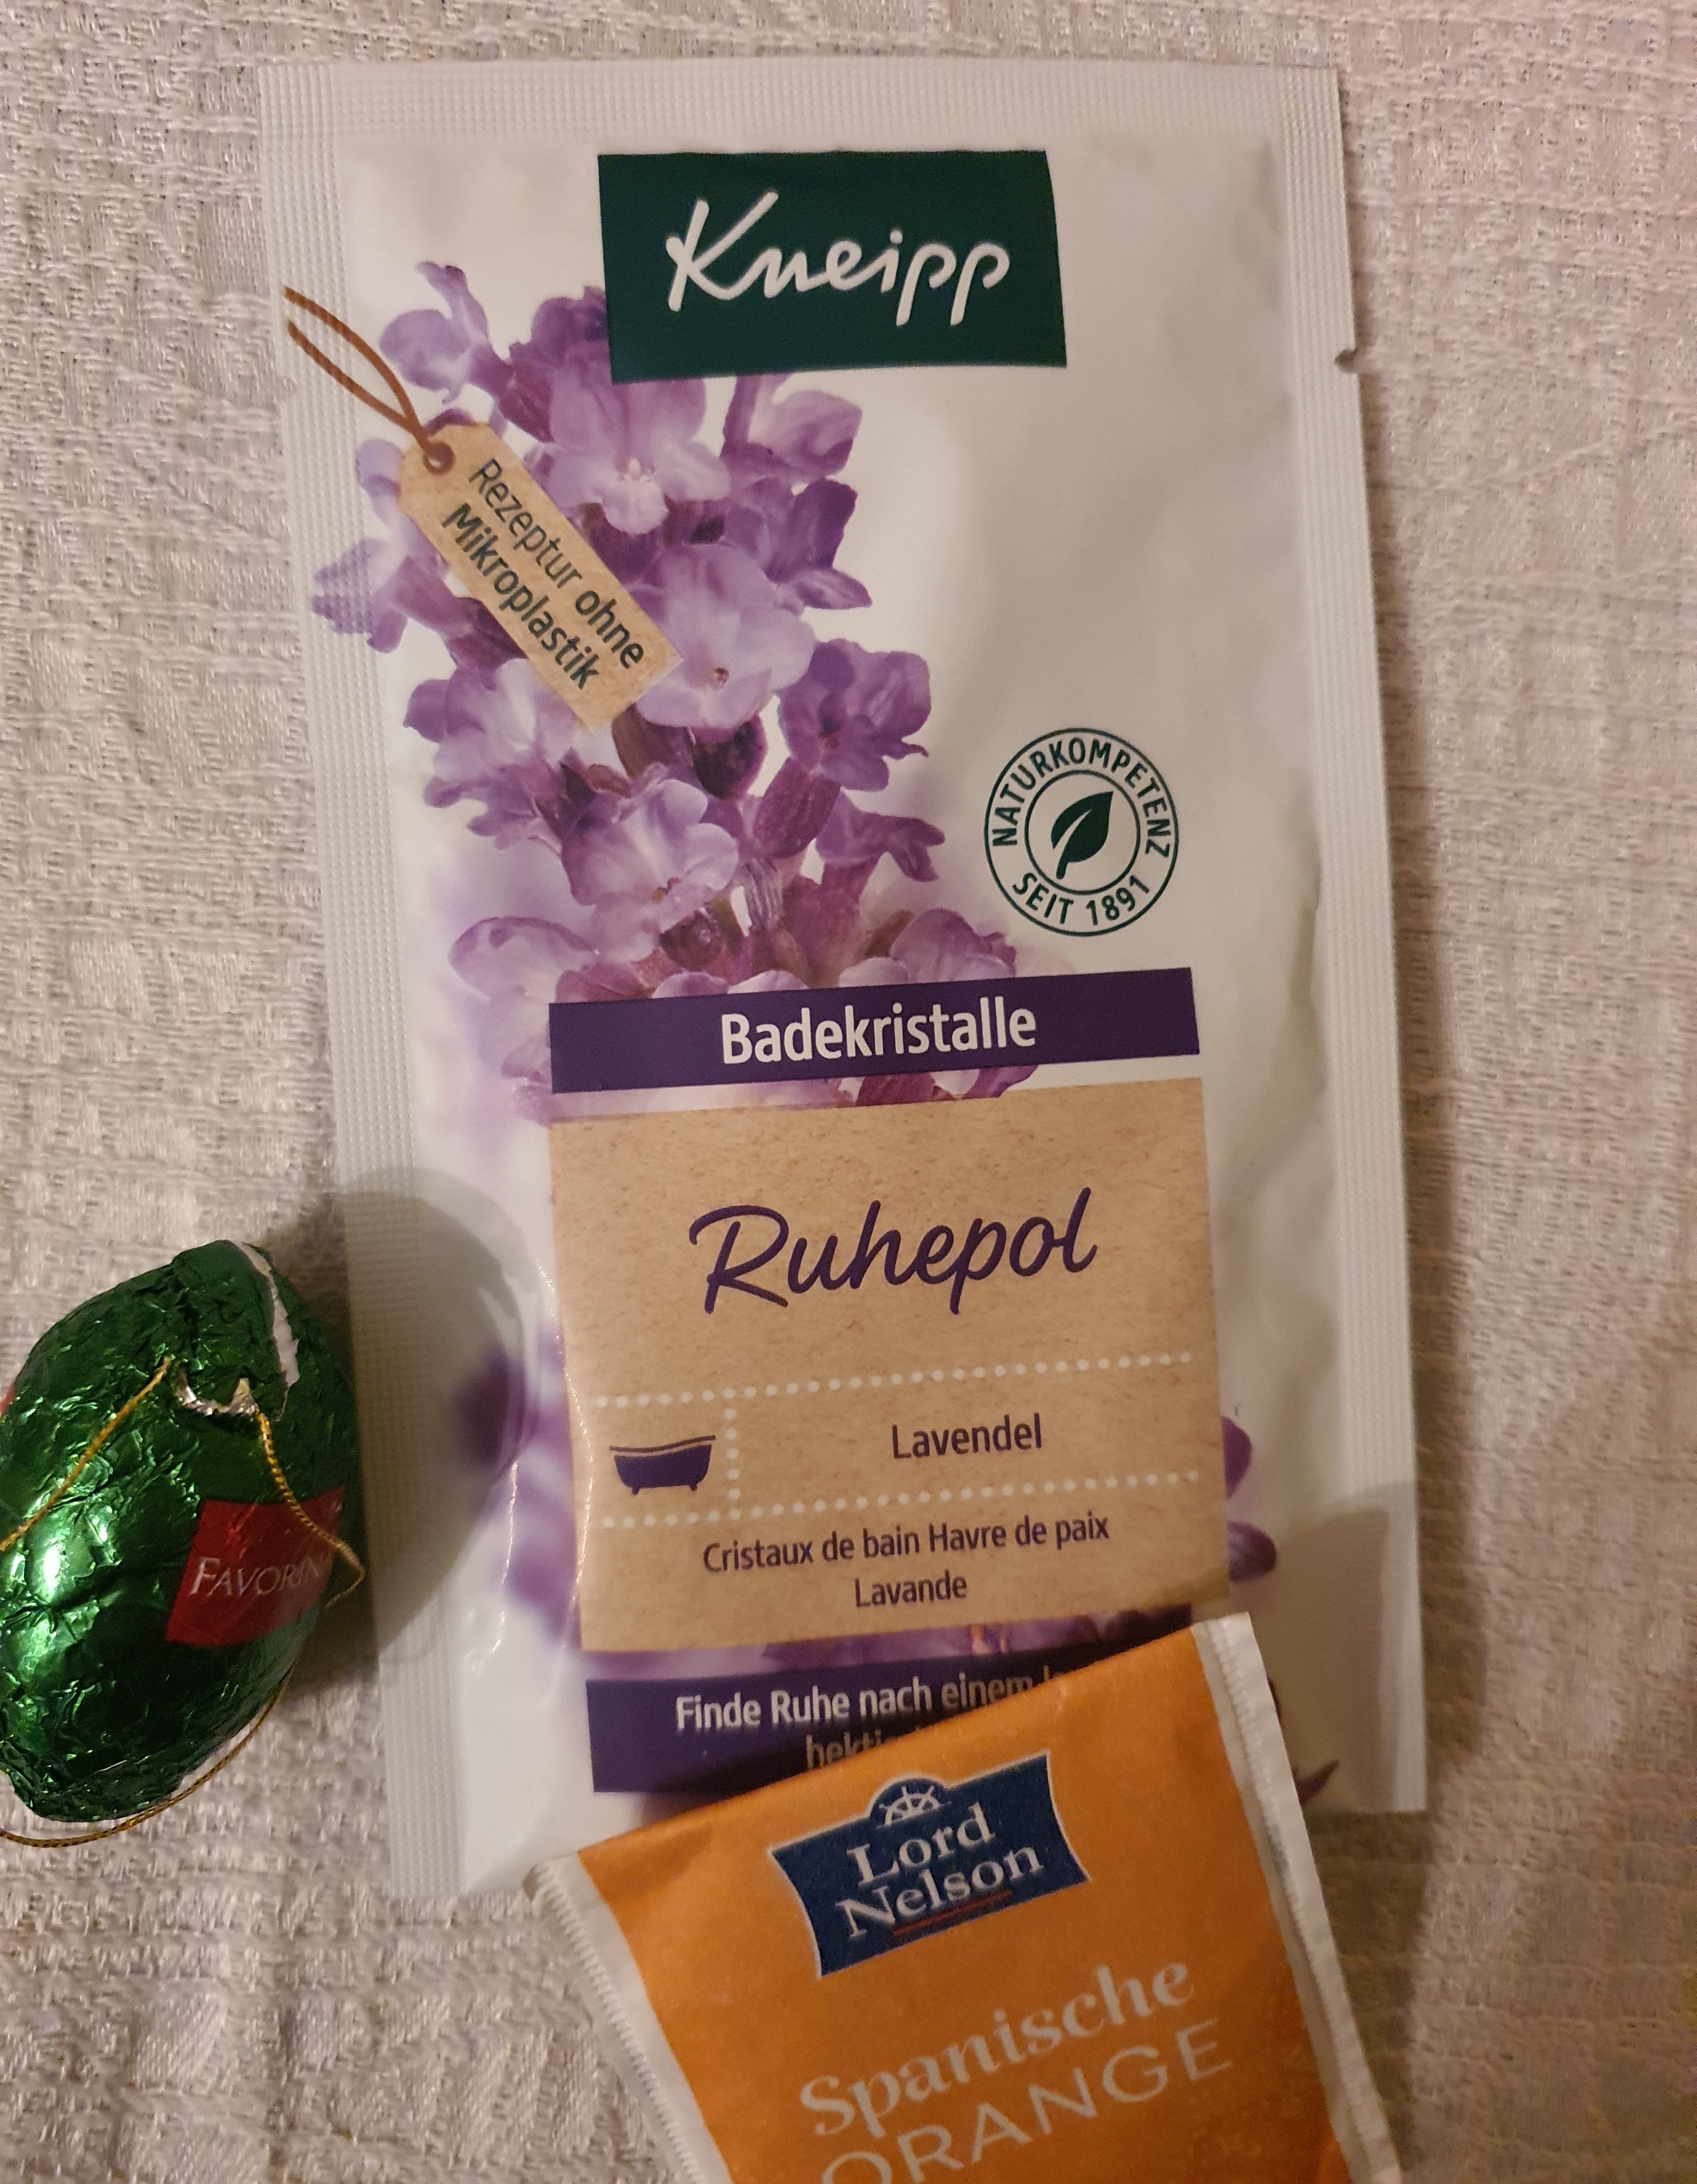 Kneipp
Rezeptur ohne
Mikroplastik
NATURKOMPETENZ
SEIT 1891
Badekristalle
Ruhepol
Lavendel
Cristaux de bain Havre de paix
Lavande
Finde Ruhe nach einem
FAVORINA
Lord
Nelson
Spanische
ORANGE